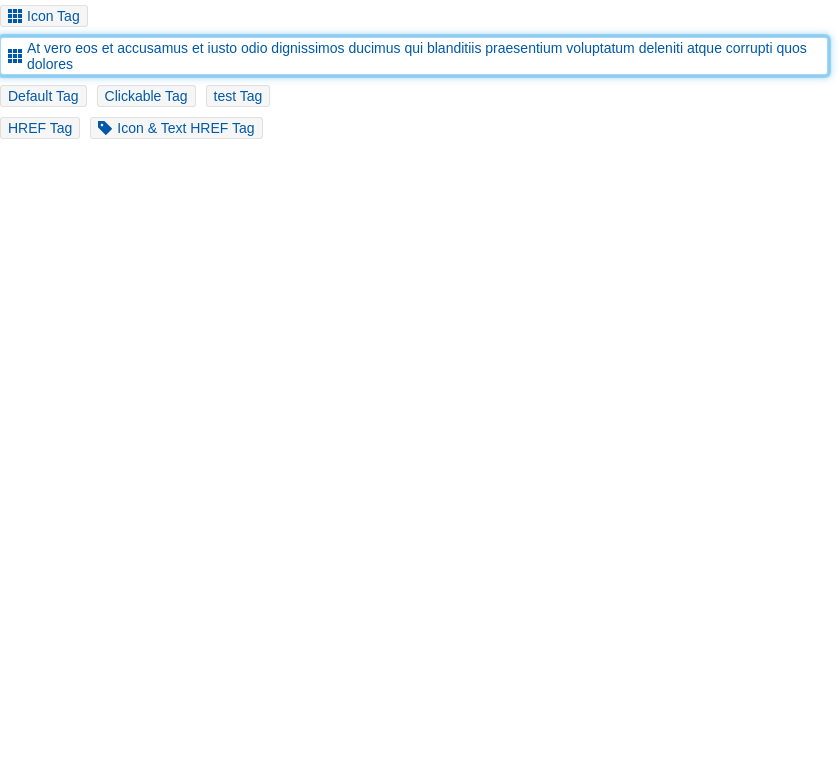 Icon Tag
At vero eos et accusamus et iusto odio dignissimos ducimus qui blanditiis praesentium voluptatum deleniti atque corrupti quos
dolores
Default Tag Clickable Tag test Tag
HREF Tag Icon & Text HREF Tag